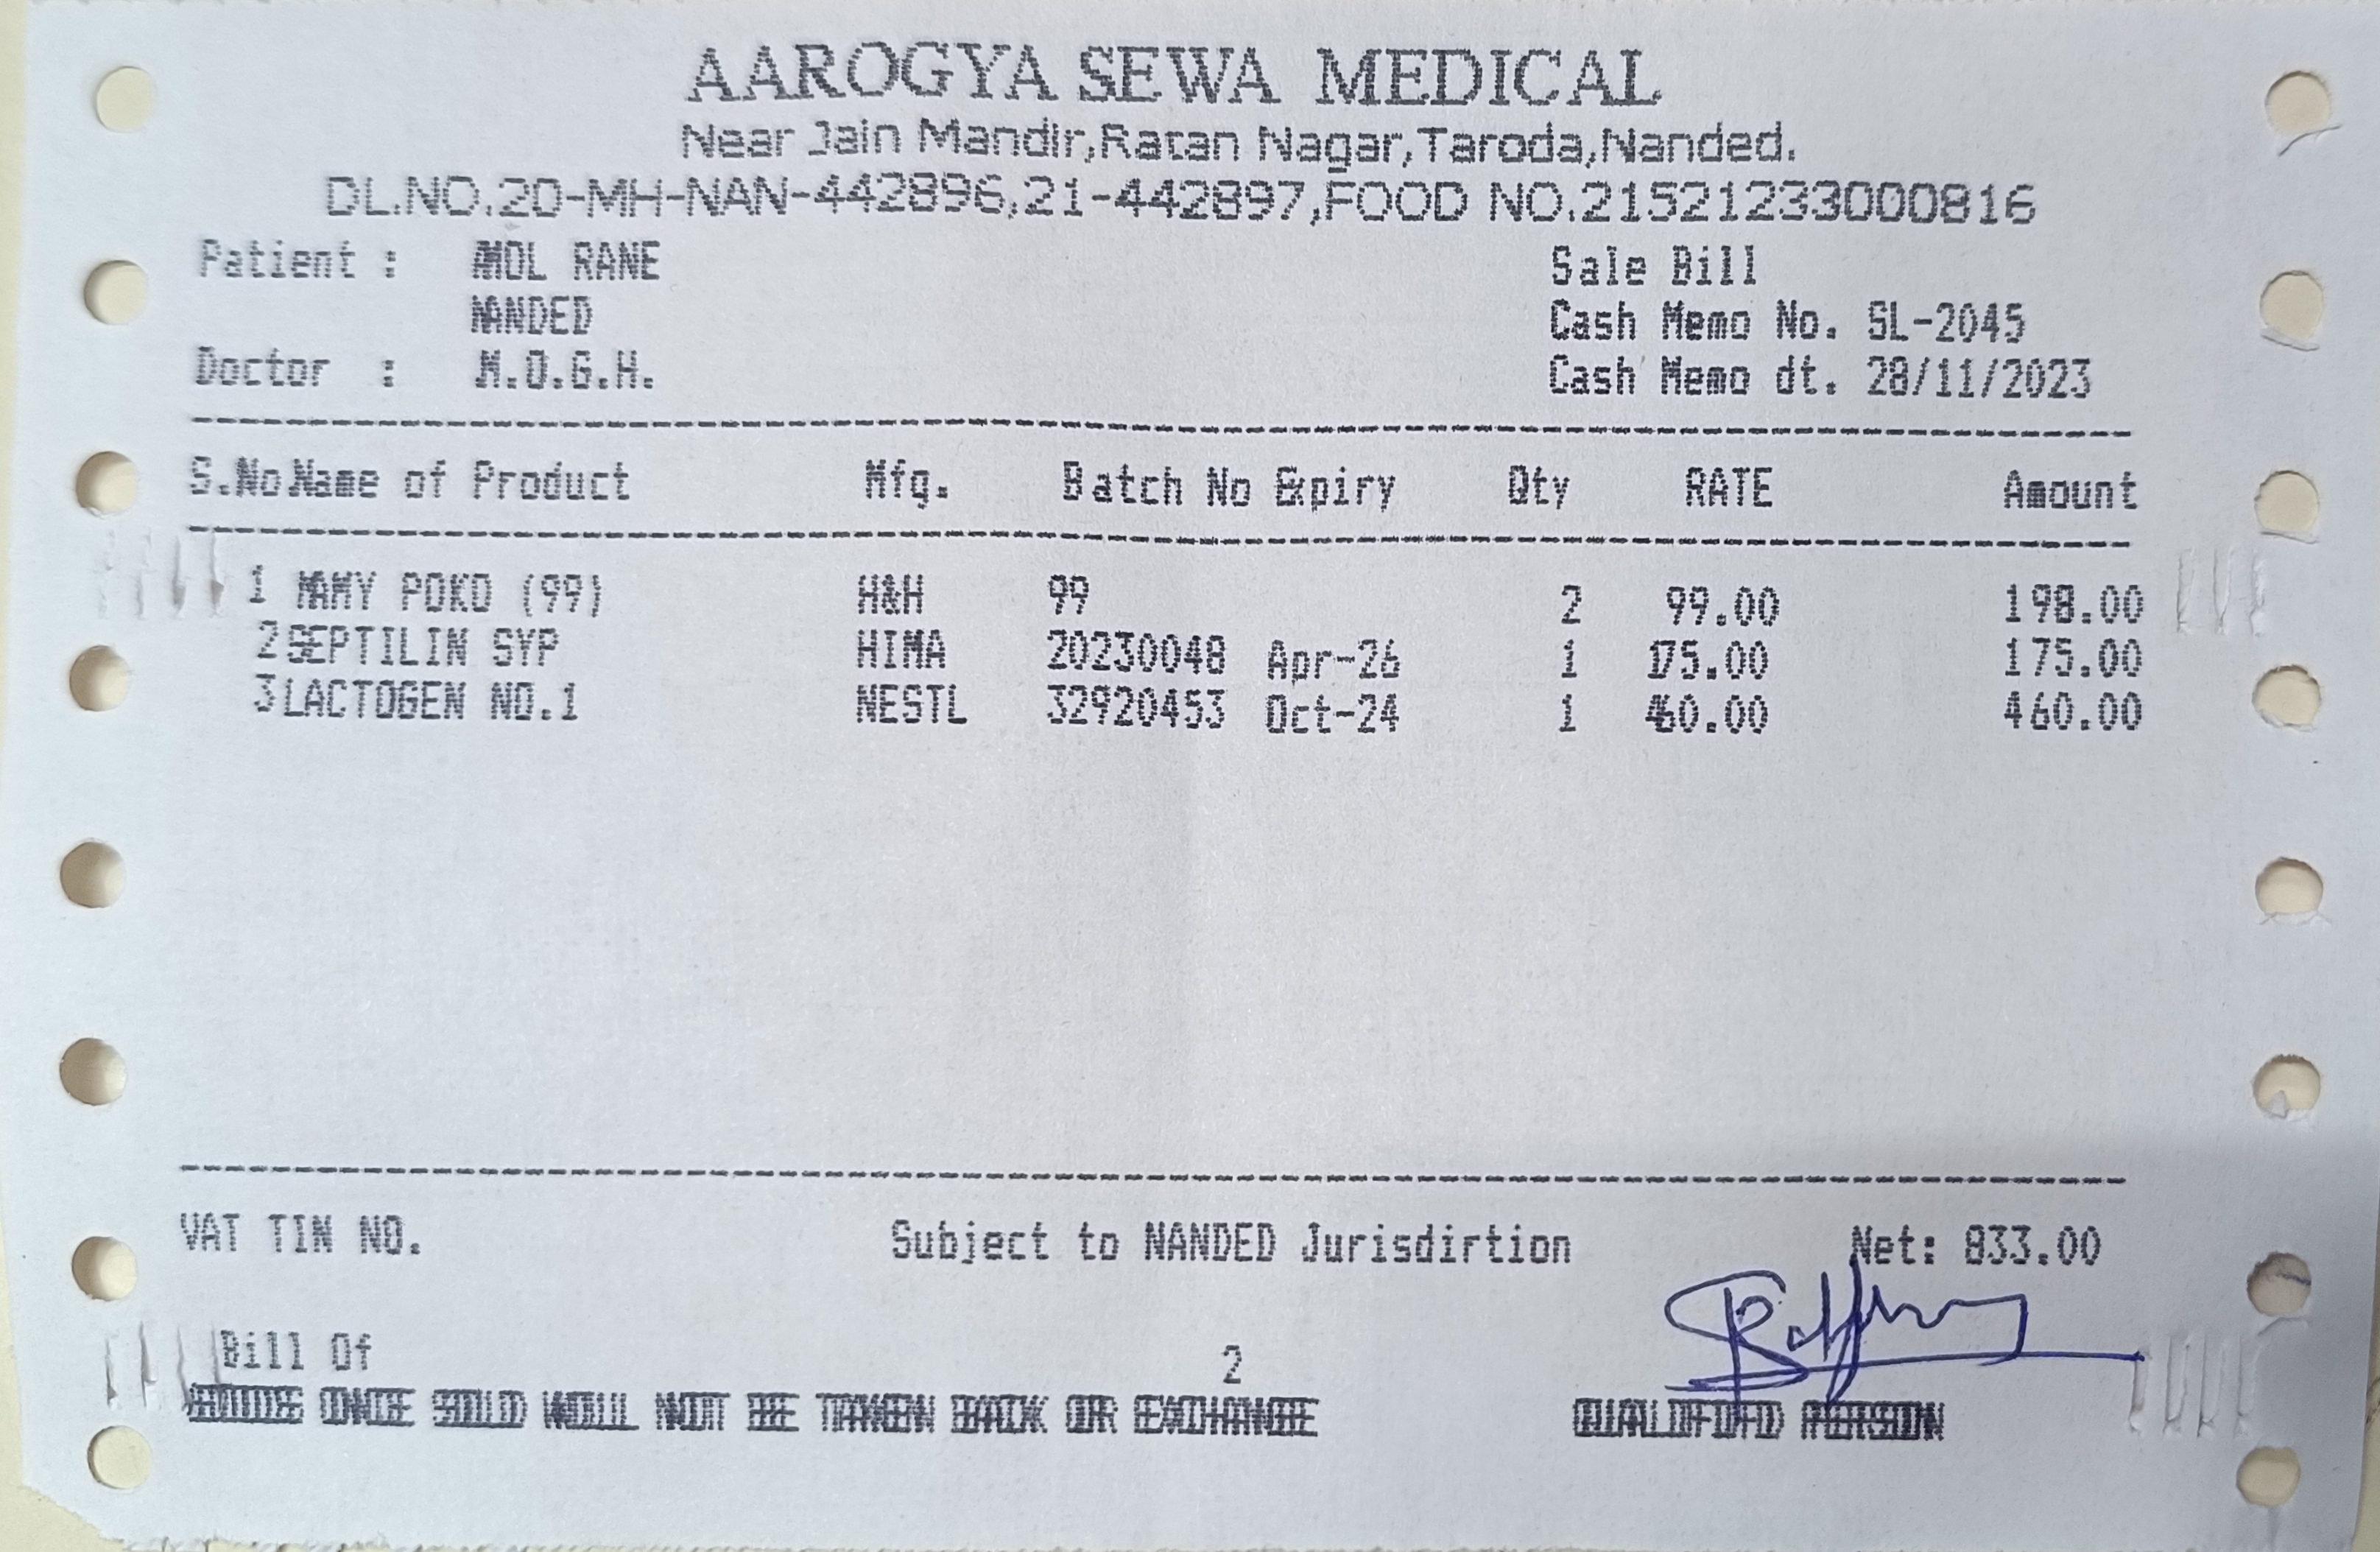 AAROGYA SEWA MEDICAL
Near Jain Mandir,Ratan Nagar,Taroda,Nanded.
DL.NO.20-MH-NAN-442896,21-442897,FOOD NO.21521233000816
Patient : AMOL RANE Sale Bill
NANDED Cash Memo No. SL-2045
Doctor : M.O.G.H. Cash Memo dt. 28/11/2023
S.No Name of Product Mfg. Batch No Expiry Qty RATE Amount
1 MAMY POKO (99) H&H 99 2 99.00 198.00
2 SEPTILIN SYP HIMA 20230048 Apr-26 1 175.00 175.00
3 LACTOGEN NO.1 NESTL 32920453 Oct-24 1 460.00 460.00
VAT TIN NO. Subject to NANDED Jurisdirtion Net: 833.00
Bill Of 2
ONCE SOLD WILL NOT BE TAKEN BACK OR EXCHANGE QUALIFIED PERSON